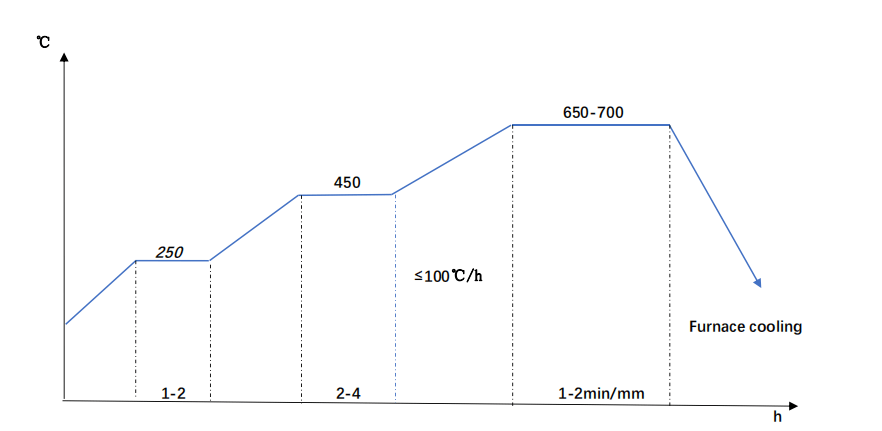 ℃
650-700
450
250
≤100℃/h
Furnace cooling
1-2
2-4
1-2min/mm
h